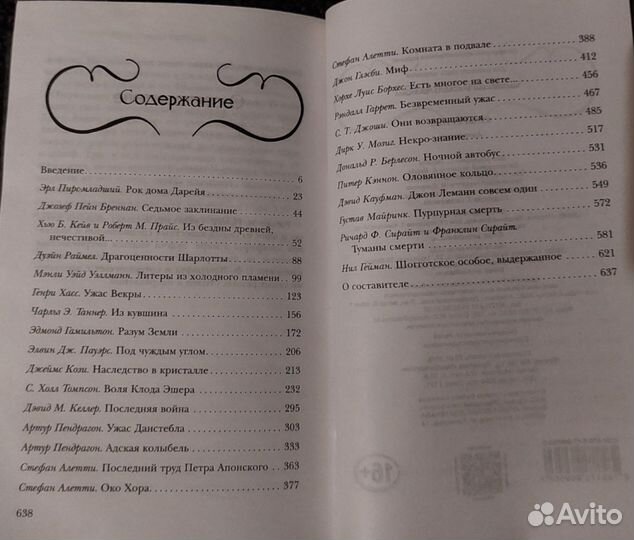 Содержание
Введение. 6
Эрл Пирс младший. Рок дома Дарейя 23
Джозеф Пейн Бреннан. Седьмое заклинание 44
Хью Б. Кейв и Роберт М. Прайс. Из бездны древней,
нечестивой... 52
Дуэйн Раймел. Драгоценности Шарлотты 88
Мэнли Уэйд Уэллман. Литеры из холодного пламени 99
Генри Хасс. Ужас Векры 123
Чарльз Э. Таннер. Из кувшина 156
Эдмонд Гамильтон. Разум Земли 172
Элвин Дж. Пауэрс. Под чуждым углом. 206
Джеймс Кози. Наследство в кристалле 213
С. Холл Томпсон. Воля Клода Эшера 232
Дэвид М. Келлер. Последняя война 295
Артур Пендрагон. Ужас Данстебла 303
Артур Пендрагон. Адская колыбель 333
Стефан Алетти. Последний труд Петра Апонского 363
Стефан Алетти. Око Хора. 377
638
Стефан Алетти. Комната в подвале 388
Джон Глэсби. Миф 412
Хорхе Луис Борхес. Есть многое на свете... 456
Рэндалл Гаррет. Безвременный ужас 467
С. Т. Джоши. Они возвращаются 485
Дирк У. Мозиг. Некро-знание. 517
Дональд Р. Берлесон. Ночной автобус 531
Питер Кэннон. Оловянное кольцо 536
Дэвид Кауфман. Джон Леманн совсем один 549
Густав Майринк. Пурпурная смерть 572
Ричард Ф. Сирайт и Франклин Сирайт.
Туманы смерти 581
Нил Гейман. Шогготское особое, выдержанное 621
О составителе 637
16+
Avito